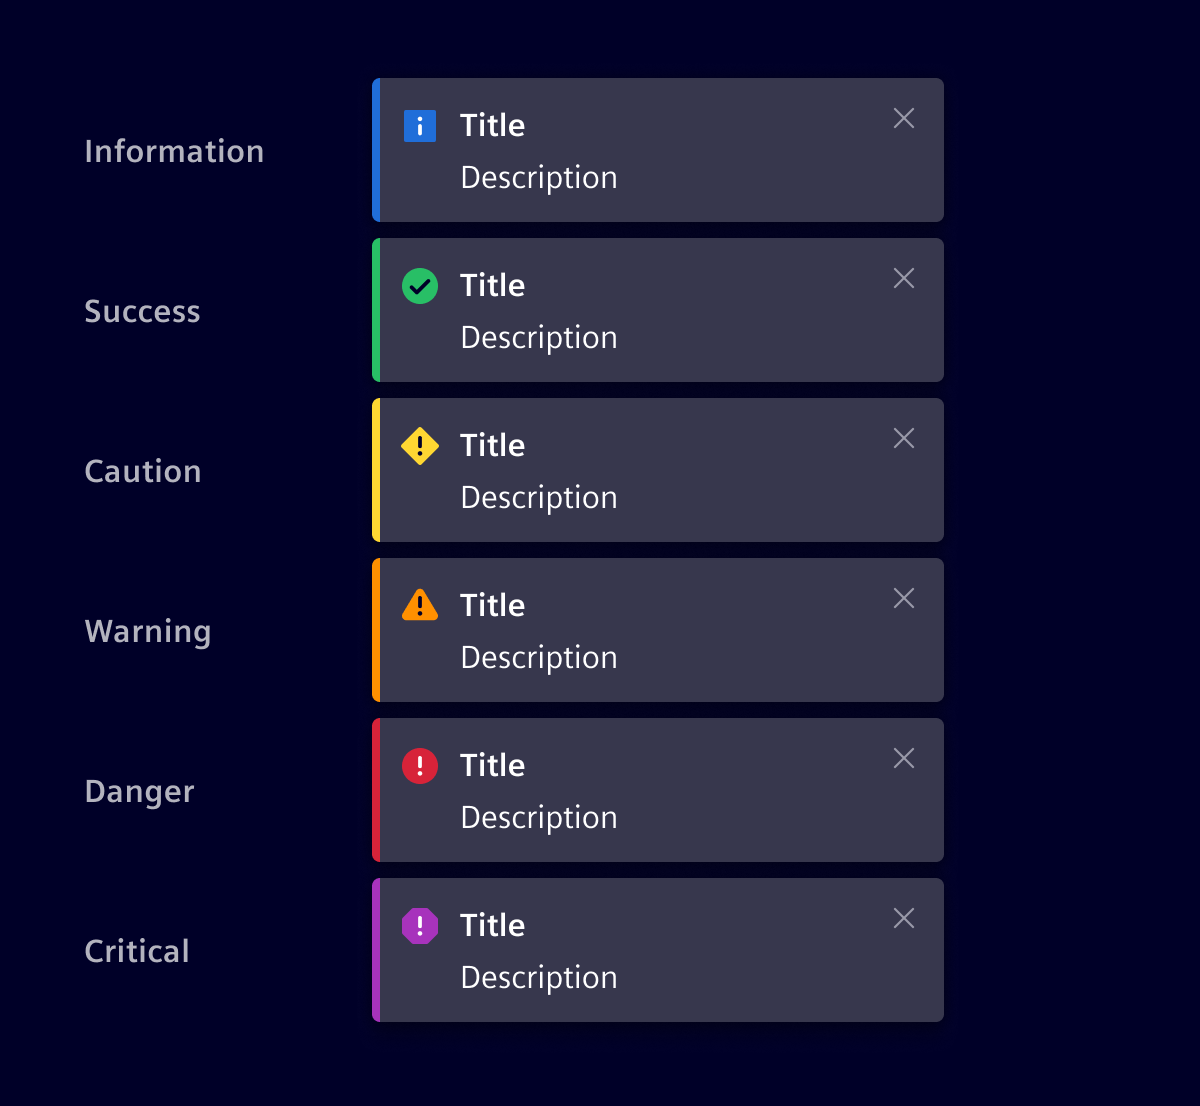 Information
Title
Description
Success
Title
Description
Caution
Title
Description
Warning
Title
Description
Danger
Title
Description
Critical
Title
Description